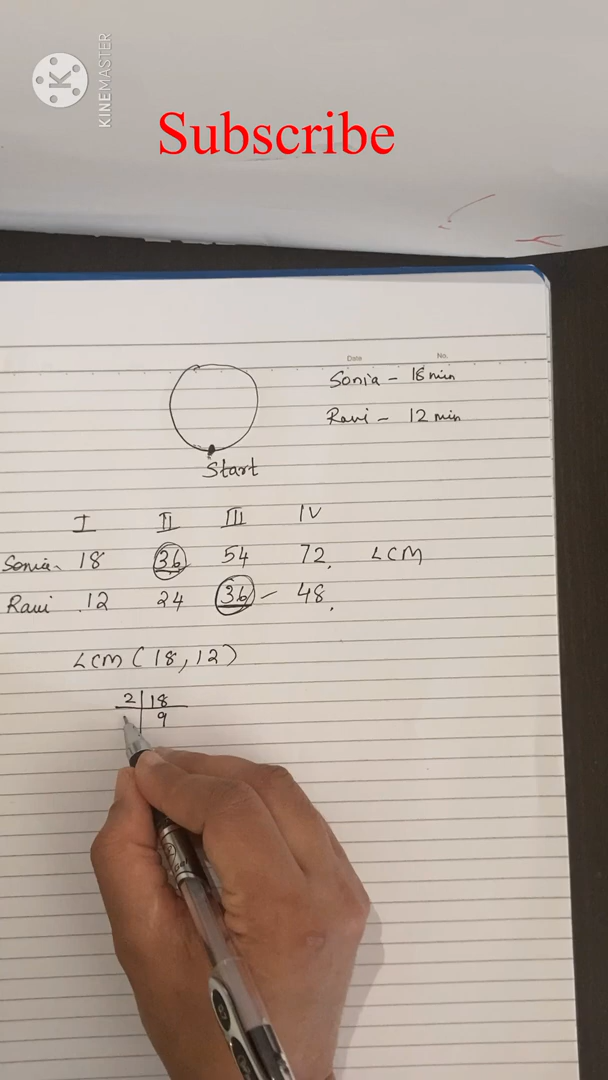 KINEMASTER
Subscribe
Date No.
Sonia - 18 min
Ravi - 12 min
Start
I II III IV
Sonia - 18 36 54 72. LCM
Ravi .12 24 36 - 48.
LCM (18, 12)
2 18
9